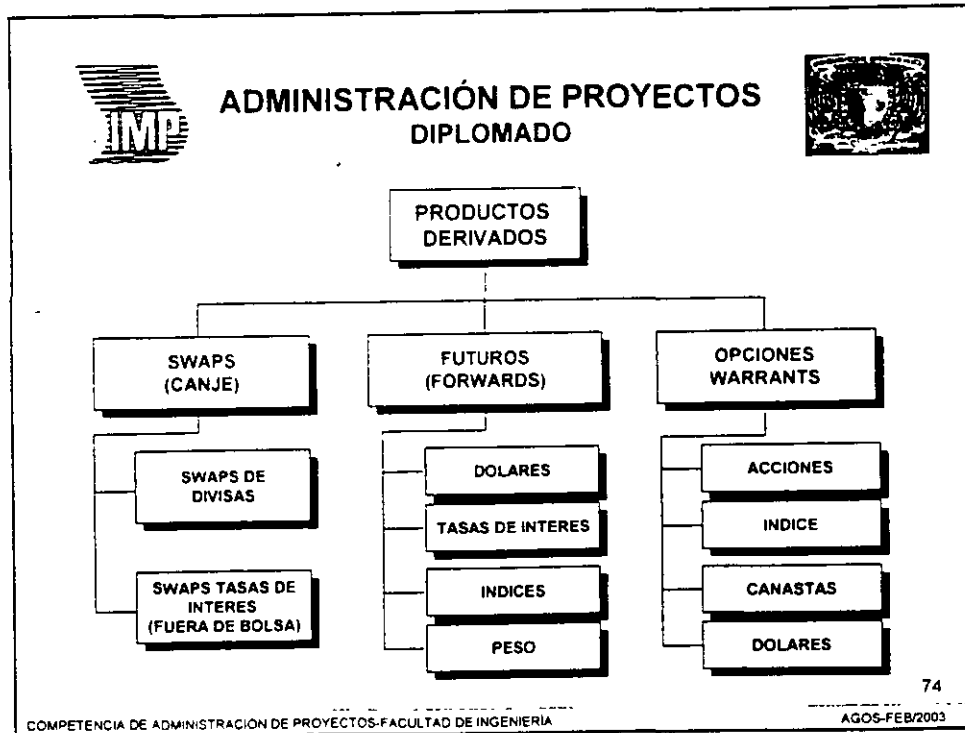 IMP
ADMINISTRACIÓN DE PROYECTOS
DIPLOMADO
PRODUCTOS
DERIVADOS
SWAPS
(CANJE)
FUTUROS
(FORWARDS)
OPCIONES
WARRANTS
SWAPS DE
DIVISAS
SWAPS TASAS DE
INTERES
(FUERA DE BOLSA)
DOLARES
TASAS DE INTERES
INDICES
PESO
ACCIONES
INDICE
CANASTAS
DOLARES
74
COMPETENCIA DE ADMINISTRACION DE PROYECTOS-FACULTAD DE INGENIERÍA
AGOS-FEB/2003